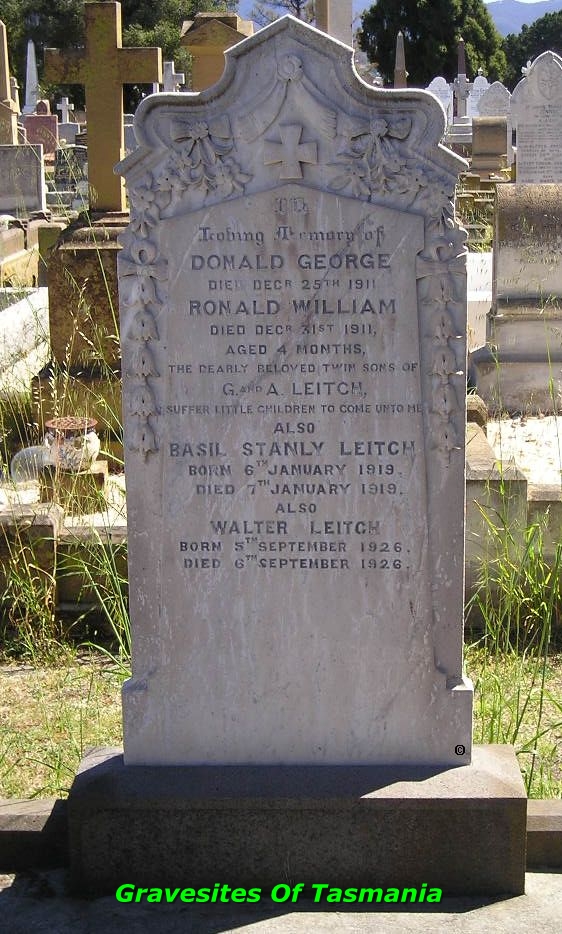 In
Loving Memory of
DONALD GEORGE
DIED DECR 25TH 1911
RONALD WILLIAM
DIED DECR 31ST 1911,
AGED 4 MONTHS,
THE DEARLY BELOVED TWIN SONS OF
G. AND A. LEITCH,
SUFFER LITTLE CHILDREN TO COME UNTO ME
ALSO
BASIL STANLY LEITCH
BORN 6TH JANUARY 1919.
DIED 7TH JANUARY 1919.
ALSO
WALTER LEITCH
BORN 5TH SEPTEMBER 1926.
DIED 6TH SEPTEMBER 1926.
©
Gravesites Of Tasmania